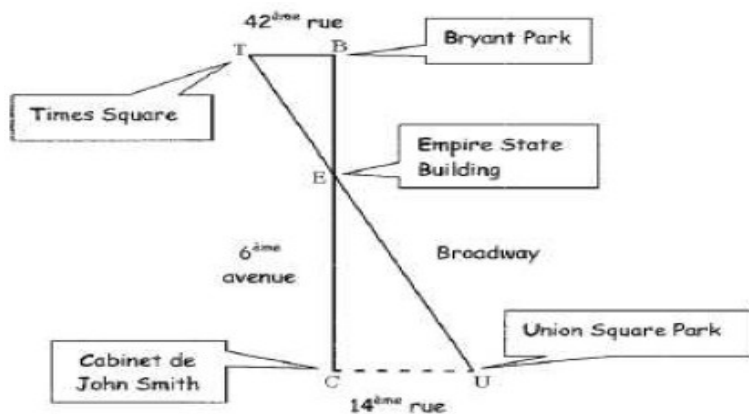 42ème rue
T
B
Bryant Park
Times Square
Empire State
Building
E
6ème
avenue
Broadway
Union Square Park
Cabinet de
John Smith
C
U
14ème rue